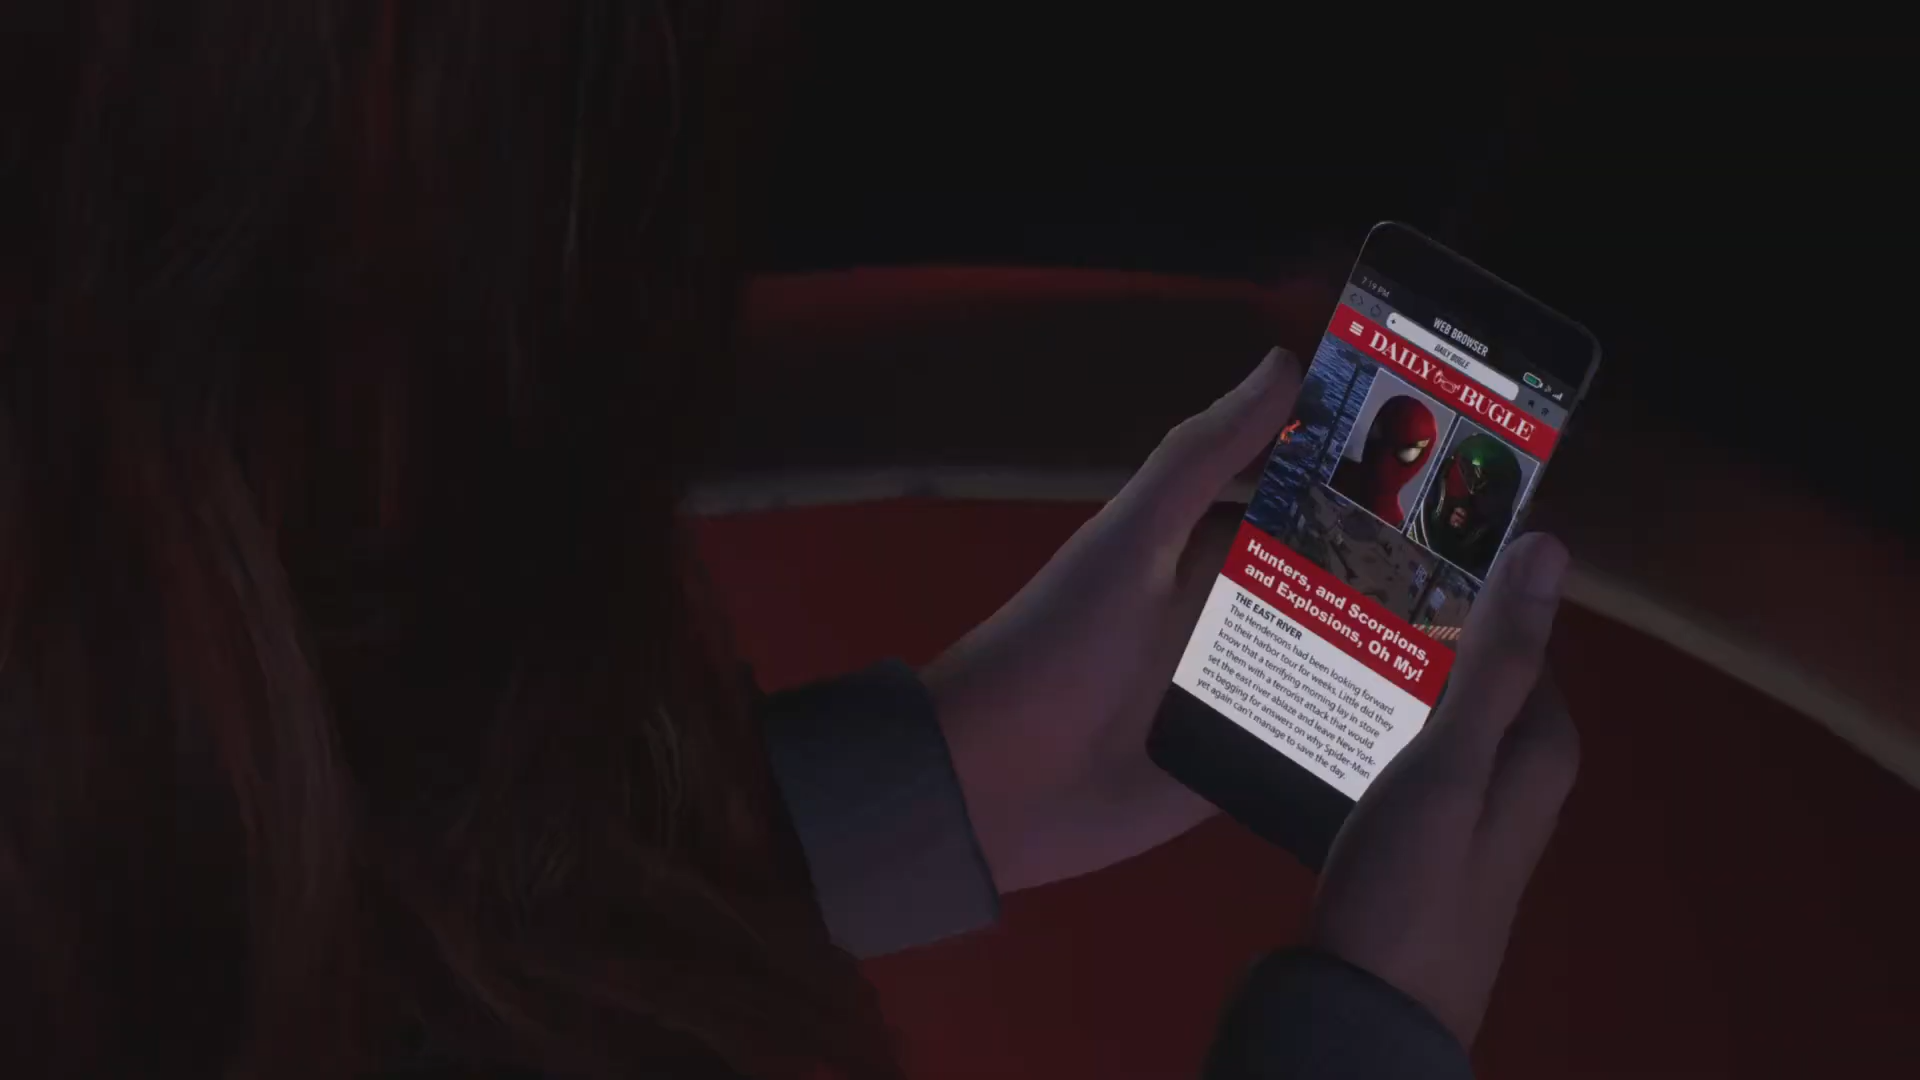 7:19 PM
WEB BROWSER
DAILY BUGLE
DAILY BUGLE
Hunters, and Scorpions,
and Explosions, Oh My!
THE EAST RIVER
The Hendersons had been looking forward
to their harbor tour for weeks. Little did they
know that a terrifying morning lay in store
for them with a terrorist attack that would
set the east river ablaze and leave New York-
ers begging for answers on why Spider-Man
yet again can't manage to save the day.